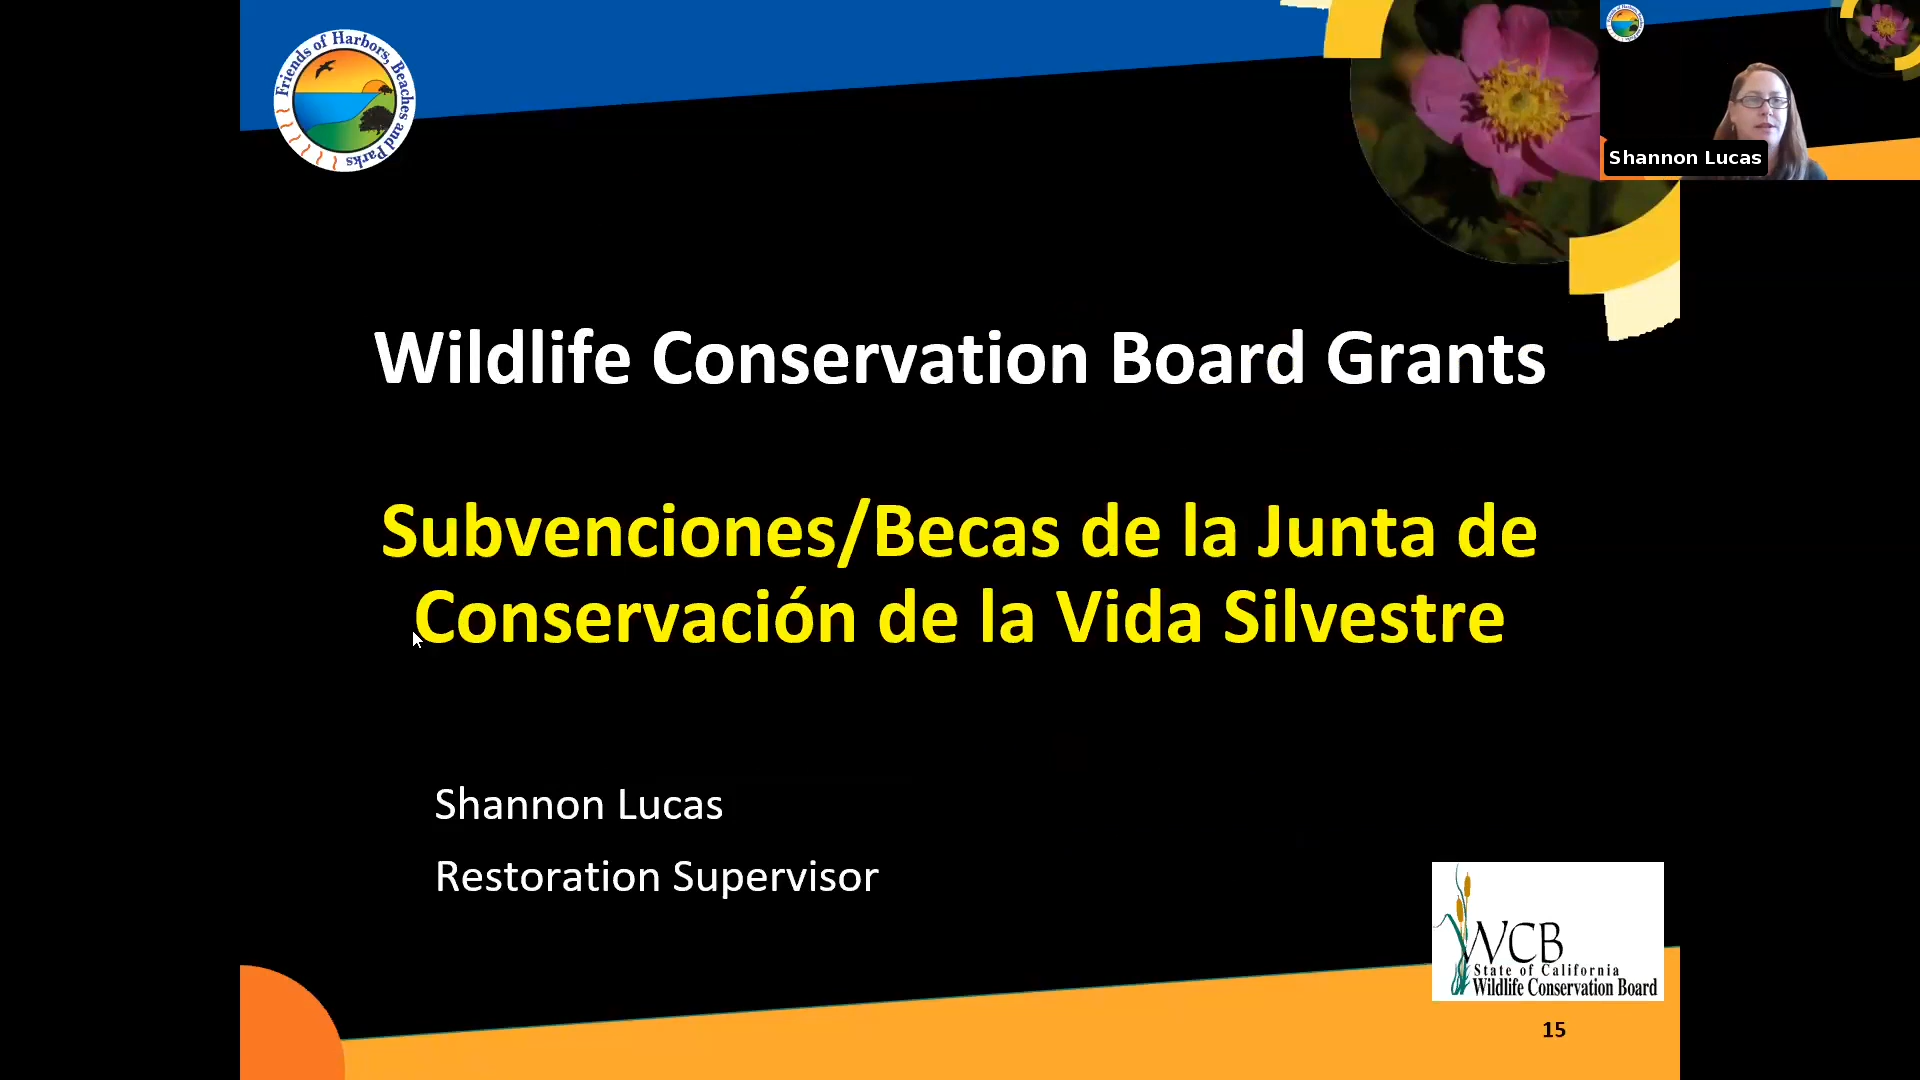 Friends of Harbors, Beaches and Parks
Shannon Lucas
Wildlife Conservation Board Grants
Subvenciones/Becas de la Junta de
Conservación de la Vida Silvestre
Shannon Lucas
Restoration Supervisor
WCB
State of California
Wildlife Conservation Board
15